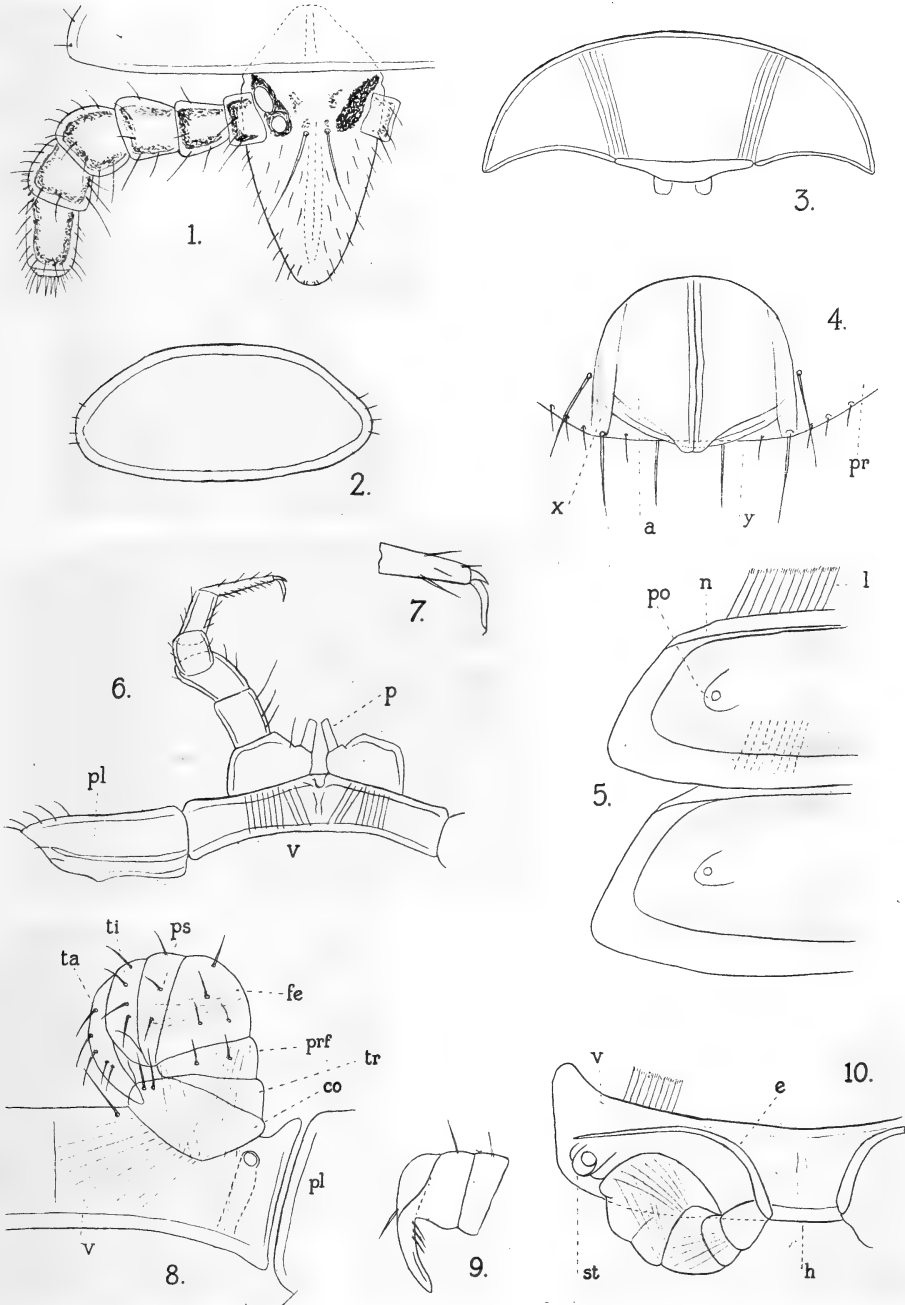 1.
3.
2.
4.
x
a
y
pr
7.
po
n
l
6.
p
5.
pl
v
ti
ps
ta
fe
prf
tr
co
pl
v
8.
9.
v
10.
e
st
h